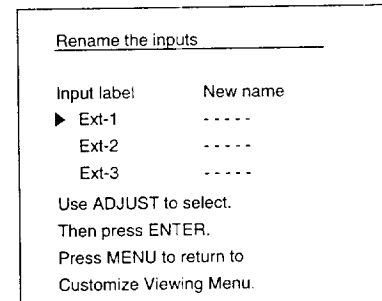 Rename the inputs
Input label New name
▶ Ext-1 - - - - -
Ext-2 - - - - -
Ext-3 - - - - -
Use ADJUST to select.
Then press ENTER.
Press MENU to return to
Customize Viewing Menu.